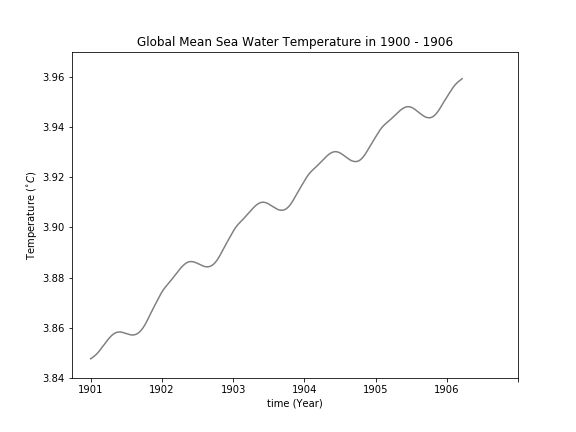 Global Mean Sea Water Temperature in 1900 - 1906
3.96
3.94
3.92
3.90
3.88
3.86
3.84
Temperature (°C)
1901 1902 1903 1904 1905 1906
time (Year)